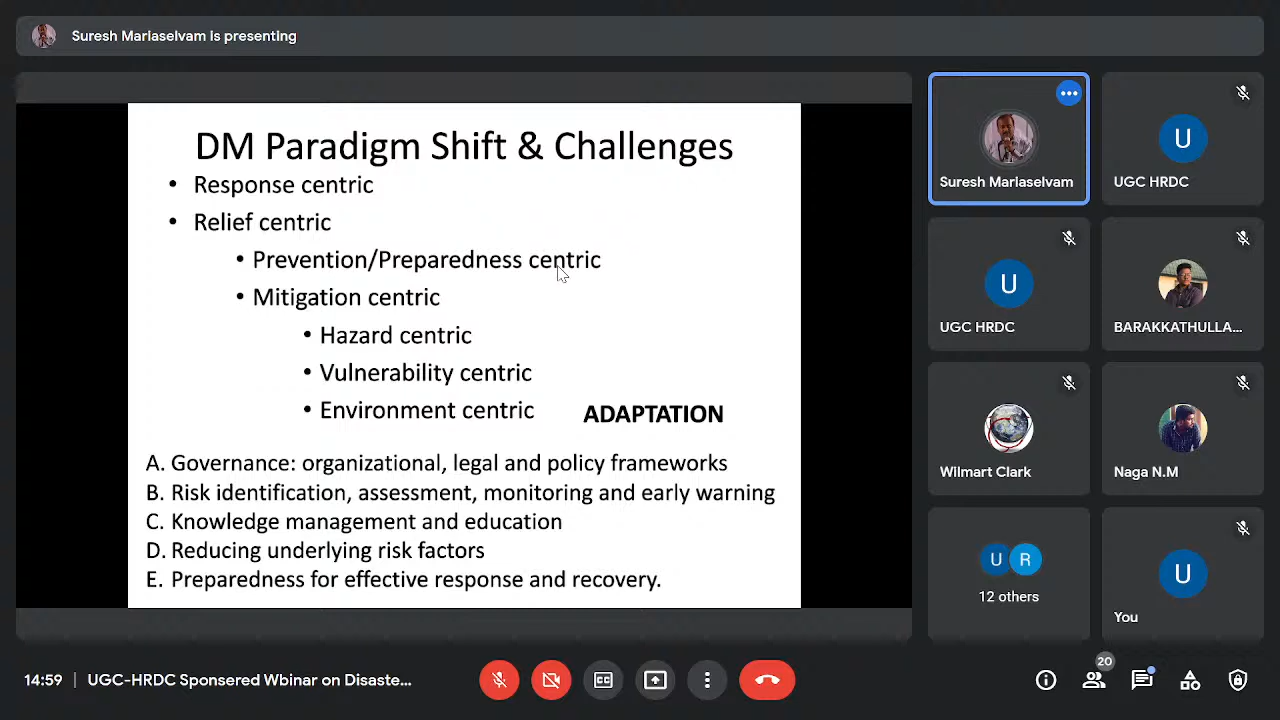 Suresh Mariaselvam is presenting
DM Paradigm Shift & Challenges
• Response centric
• Relief centric
• Prevention/Preparedness centric
• Mitigation centric
• Hazard centric
• Vulnerability centric
• Environment centric
ADAPTATION
A. Governance: organizational, legal and policy frameworks
B. Risk identification, assessment, monitoring and early warning
C. Knowledge management and education
D. Reducing underlying risk factors
E. Preparedness for effective response and recovery.
Suresh Mariaselvam
U
UGC HRDC
U
UGC HRDC
BARAKKATHULLA...
Wilmart Clark
Naga N.M
U R
12 others
U
You
14:59 | UGC-HRDC Sponsered Wbinar on Disaste...
CC
20